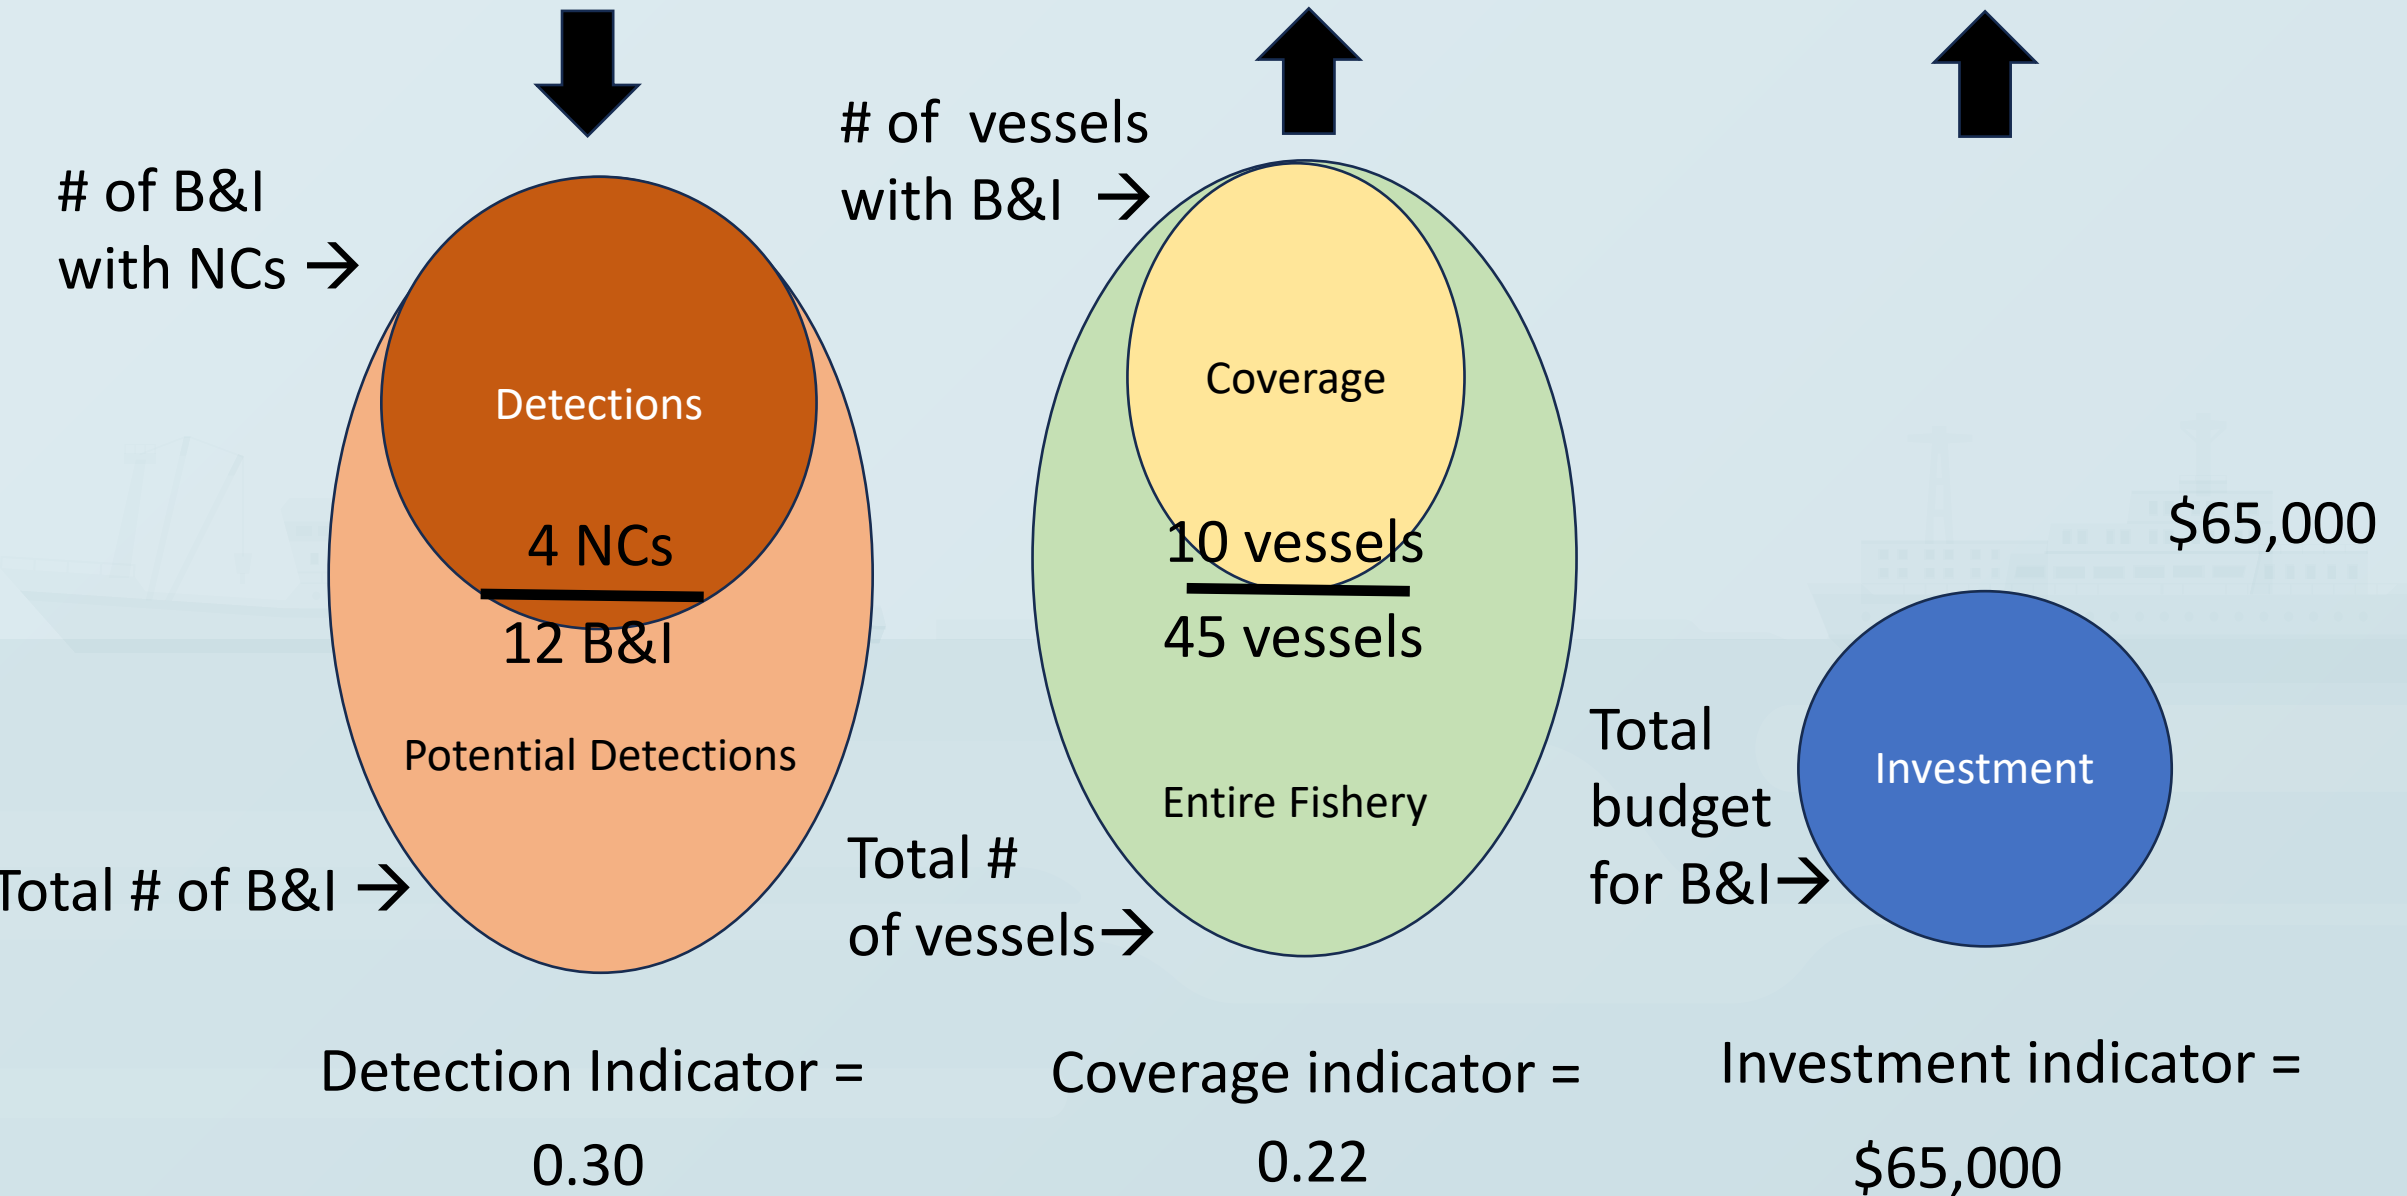 # of B&I
with NCs →
Detections
4 NCs
12 B&I
Potential Detections
Total # of B&I →
Detection Indicator =
0.30
# of  vessels
with B&I  →
Coverage
10 vessels
45 vessels
Entire Fishery
Total #
of vessels→
Coverage indicator =
0.22
$65,000
Total
budget
for B&I→
Investment
Investment indicator =
$65,000